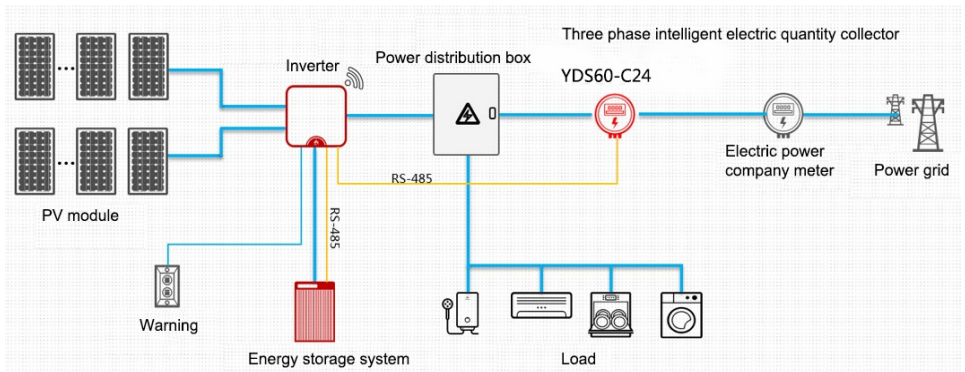 Three phase intelligent electric quantity collector
Inverter
Power distribution box
YDS60-C24
Electric power
company meter
Power grid
RS-485
PV module
RS-485
Warning
Energy storage system
Load